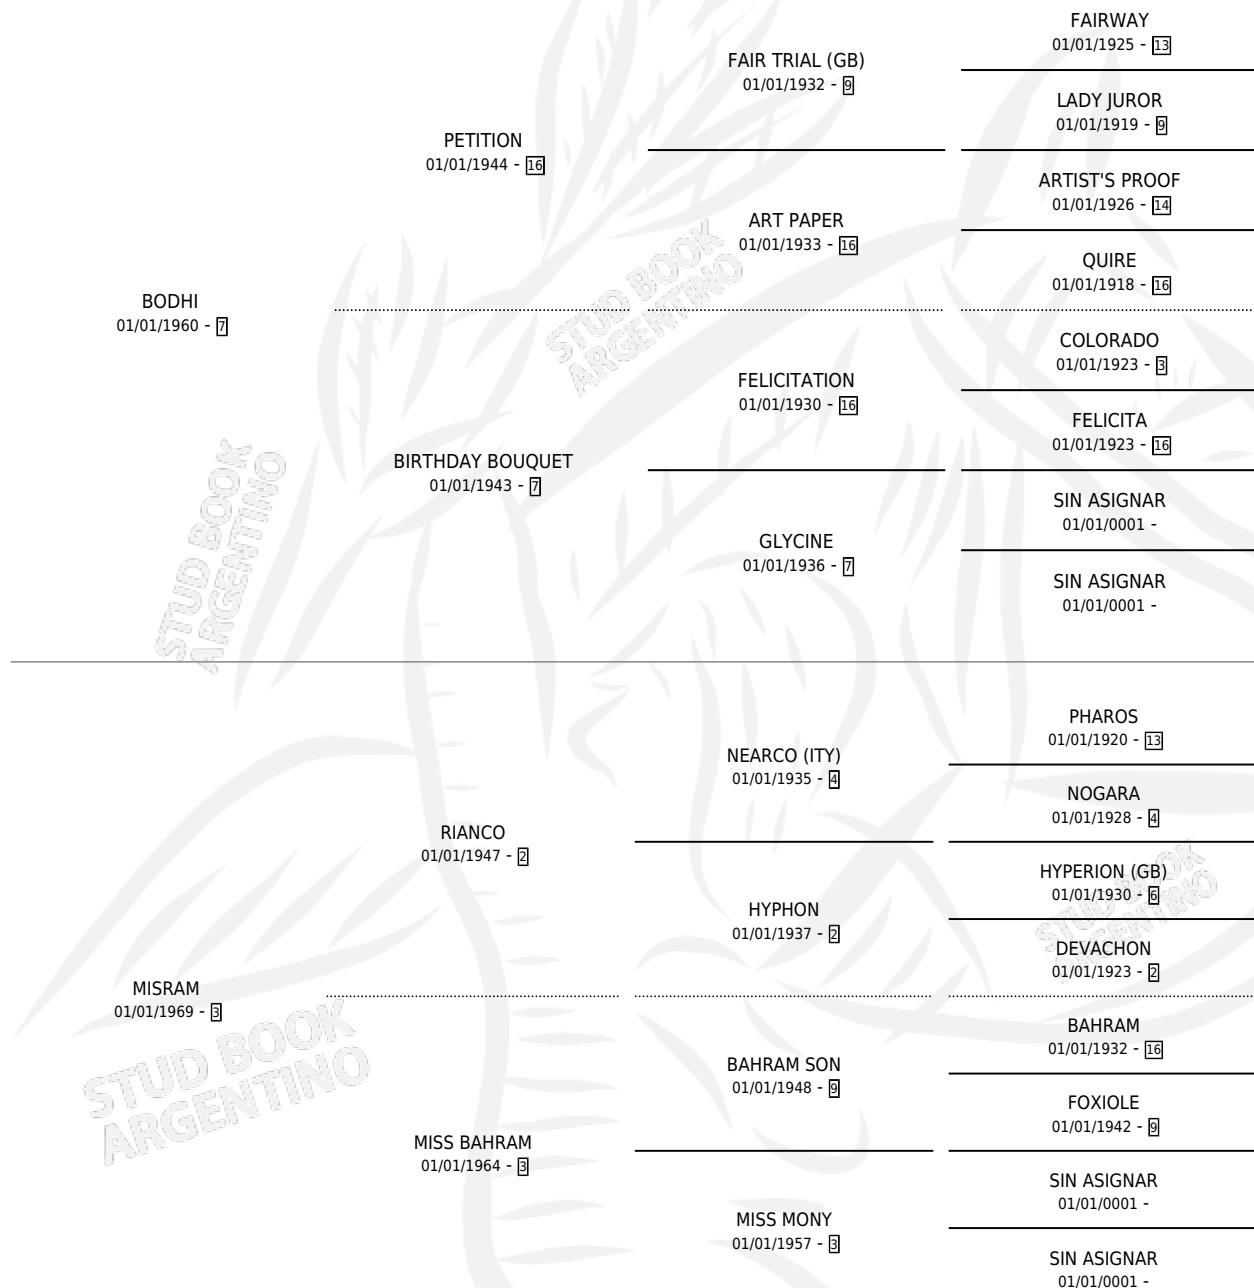 FAIRWAY
01/01/1925 - 13
FAIR TRIAL (GB)
01/01/1932 - 9
LADY JUROR
01/01/1919 - 9
PETITION
01/01/1944 - 16
ARTIST'S PROOF
01/01/1926 - 14
ART PAPER
01/01/1933 - 16
QUIRE
01/01/1918 - 16
BODHI
01/01/1960 - 7
COLORADO
01/01/1923 - 3
FELICITATION
01/01/1930 - 16
FELICITA
01/01/1923 - 16
BIRTHDAY BOUQUET
01/01/1943 - 7
SIN ASIGNAR
01/01/0001 -
GLYCINE
01/01/1936 - 7
SIN ASIGNAR
01/01/0001 -
PHAROS
01/01/1920 - 13
NEARCO (ITY)
01/01/1935 - 4
NOGARA
01/01/1928 - 4
RIANCO
01/01/1947 - 2
HYPERION (GB)
01/01/1930 - 6
HYPHON
01/01/1937 - 2
DEVACHON
01/01/1923 - 2
MISRAM
01/01/1969 - 3
BAHRAM
01/01/1932 - 16
BAHRAM SON
01/01/1948 - 9
FOXIOLE
01/01/1942 - 9
MISS BAHRAM
01/01/1964 - 3
SIN ASIGNAR
01/01/0001 -
MISS MONY
01/01/1957 - 3
SIN ASIGNAR
01/01/0001 -
STUD BOOK
ARGENTINO
STUD BOOK
ARGENTINO
STUD BOOK
ARGENTINO
STUD BOOK
ARGENTINO